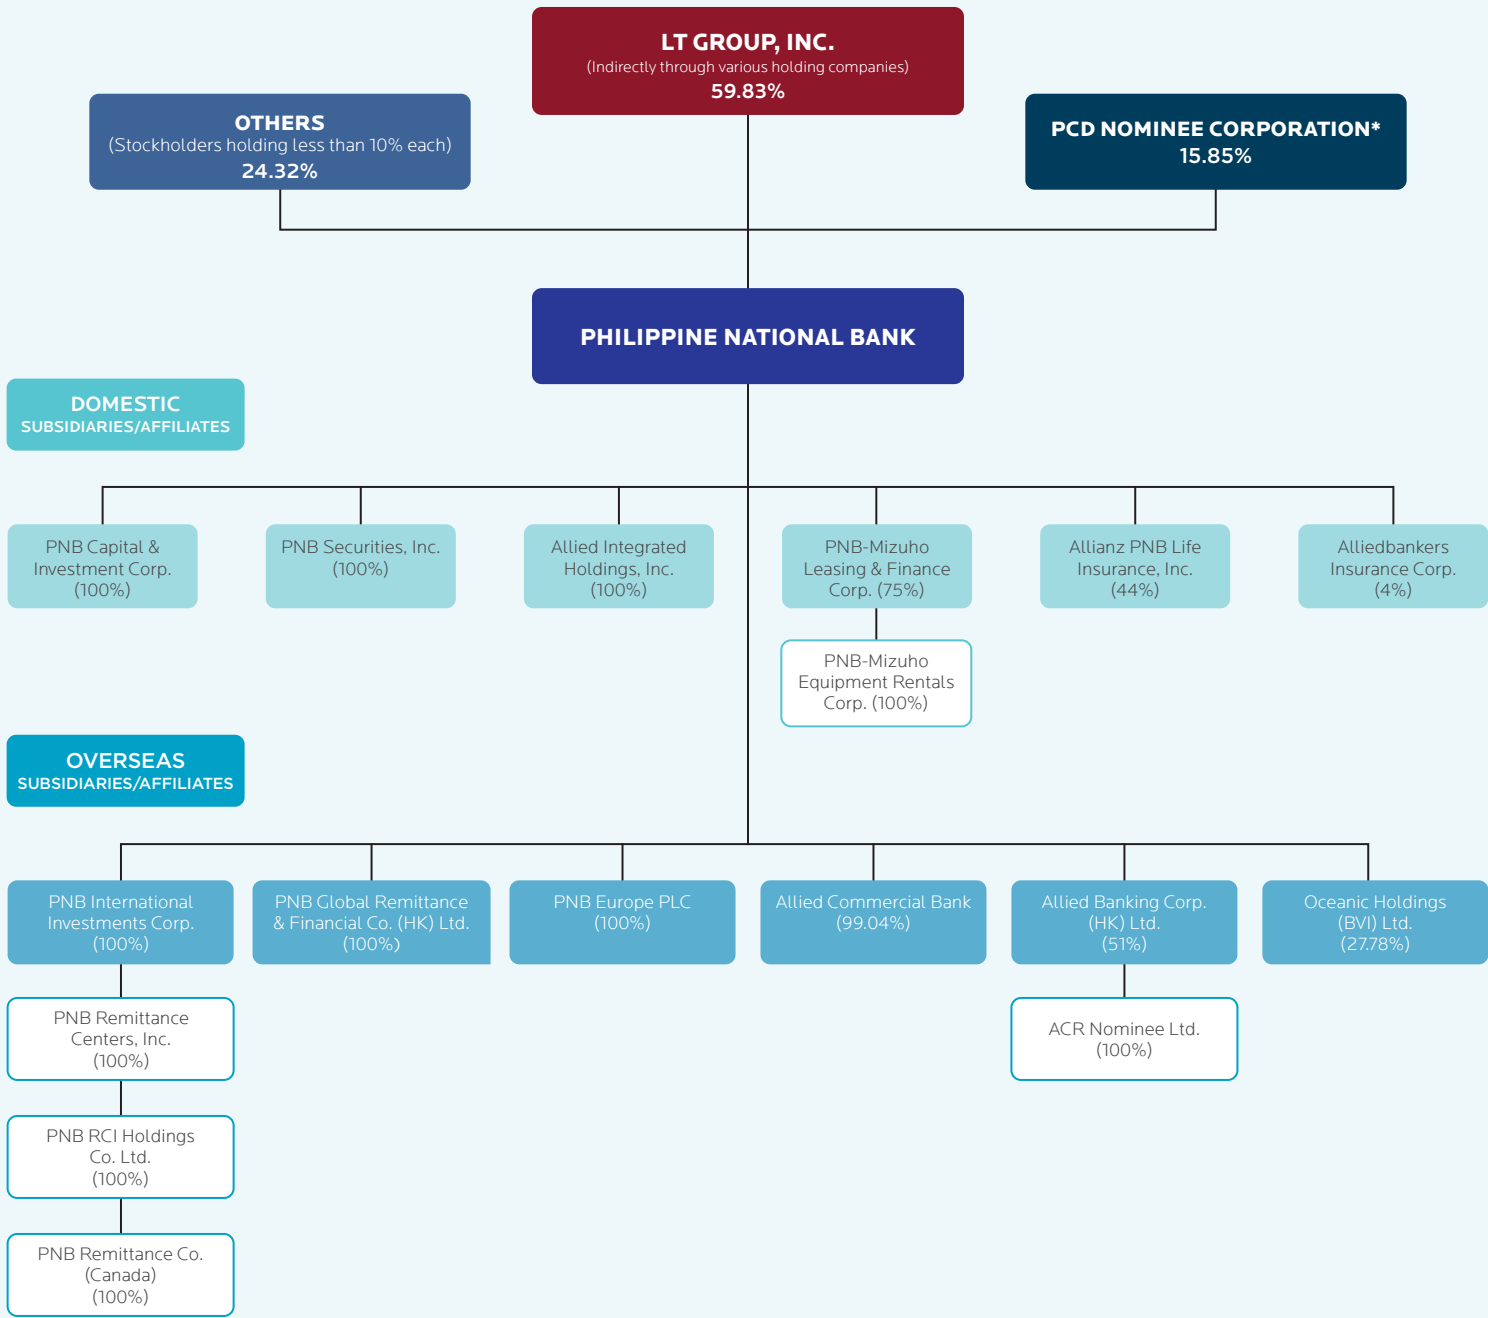 LT GROUP, INC.
(Indirectly through various holding companies)
59.83%
OTHERS
(Stockholders holding less than 10% each)
24.32%
PCD NOMINEE CORPORATION*
15.85%
PHILIPPINE NATIONAL BANK
DOMESTIC
SUBSIDIARIES/AFFILIATES
PNB Capital &
Investment Corp.
(100%)
PNB Securities, Inc.
(100%)
Allied Integrated
Holdings, Inc.
(100%)
PNB-Mizuho
Leasing & Finance
Corp. (75%)
Allianz PNB Life
Insurance, Inc.
(44%)
Alliedbankers
Insurance Corp.
(4%)
PNB-Mizuho
Equipment Rentals
Corp. (100%)
OVERSEAS
SUBSIDIARIES/AFFILIATES
PNB International
Investments Corp.
(100%)
PNB Global Remittance
& Financial Co. (HK) Ltd.
(100%)
PNB Europe PLC
(100%)
Allied Commercial Bank
(99.04%)
Allied Banking Corp.
(HK) Ltd.
(51%)
Oceanic Holdings
(BVI) Ltd.
(27.78%)
PNB Remittance
Centers, Inc.
(100%)
ACR Nominee Ltd.
(100%)
PNB RCI Holdings
Co. Ltd.
(100%)
PNB Remittance Co.
(Canada)
(100%)